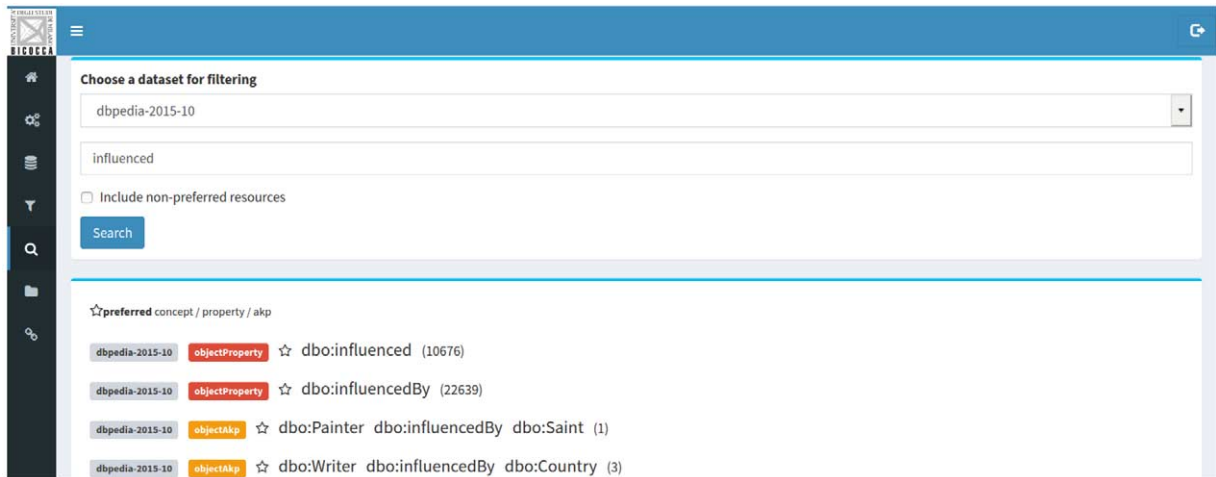 BICOCCA
Choose a dataset for filtering
dbpedia-2015-10
influenced
Include non-preferred resources
Search
preferred concept / property / akp
dbpedia-2015-10 objectProperty dbo:influenced (10676)
dbpedia-2015-10 objectProperty dbo:influencedBy (22639)
dbpedia-2015-10 objectAkp dbo:Painter dbo:influencedBy dbo:Saint (1)
dbpedia-2015-10 objectAkp dbo:Writer dbo:influencedBy dbo:Country (3)